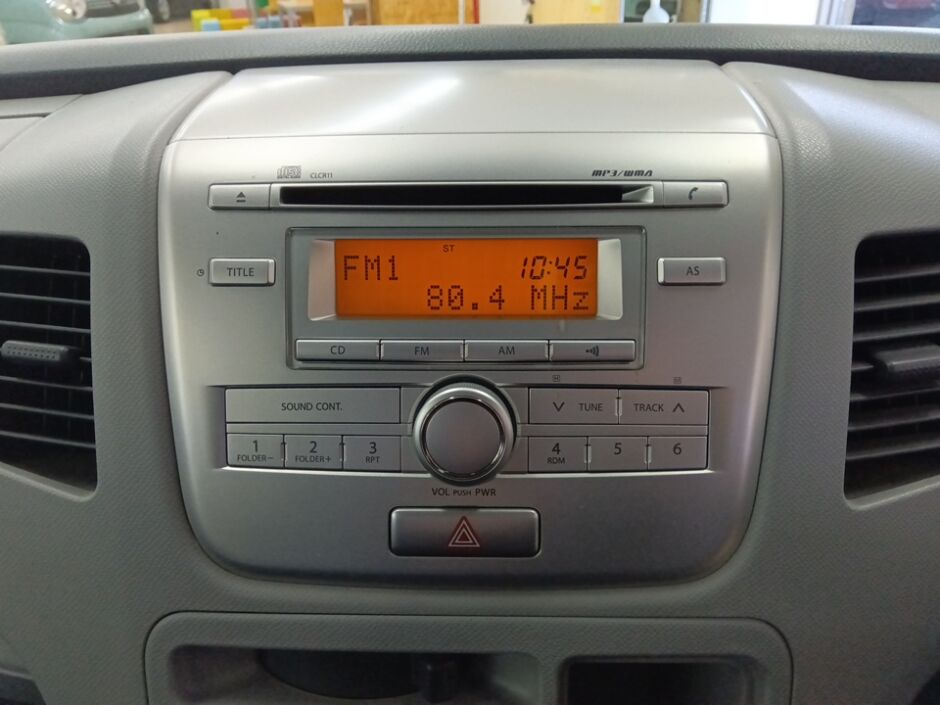 CLCR11
MP3/WMA
TITLE
ST
FM1 10:45
80.4 MHz
AS
CD
FM
AM
SOUND CONT.
TUNE
TRACK
1
FOLDER−
2
FOLDER+
3
RPT
4
RDM
5
6
VOL PUSH PWR